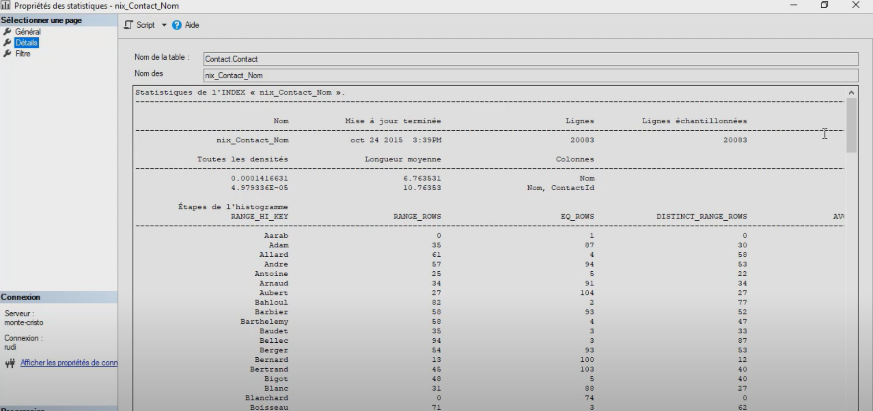 Propriétés des statistiques - nix_Contact_Nom
Sélectionner une page
Général
Détails
Filtre
Script
Aide
Nom de la table : Contact.Contact
Nom des nix_Contact_Nom
Statistiques de l'INDEX « nix_Contact_Nom ».
Nom Mise à jour terminée Lignes Lignes échantillonnées
nix_Contact_Nom oct 24 2015 3:39PM 20083 20083
Toutes les densités Longueur moyenne Colonnes
0.0001416631 6.763531 Nom
4.979336E-05 10.76353 Nom, ContactId
Étapes de l'histogramme
RANGE_HI_KEY RANGE_ROWS EQ_ROWS DISTINCT_RANGE_ROWS
Aarab 0 1 0
Adam 35 87 30
Allard 61 4 58
Andre 57 94 53
Antoine 25 5 22
Arnaud 34 91 34
Aubert 27 104 27
Bahloul 82 2 77
Barbier 58 93 52
Barthelemy 58 4 47
Baudet 35 3 33
Bellec 94 3 87
Berger 54 93 53
Bernard 13 100 12
Bertrand 45 103 40
Bigot 48 5 40
Blanc 31 88 27
Blanchard 0 74 0
Boisseau 71 3 62
Connexion
Serveur :
monte-cristo
Connexion :
rudi
Afficher les propriétés de conn